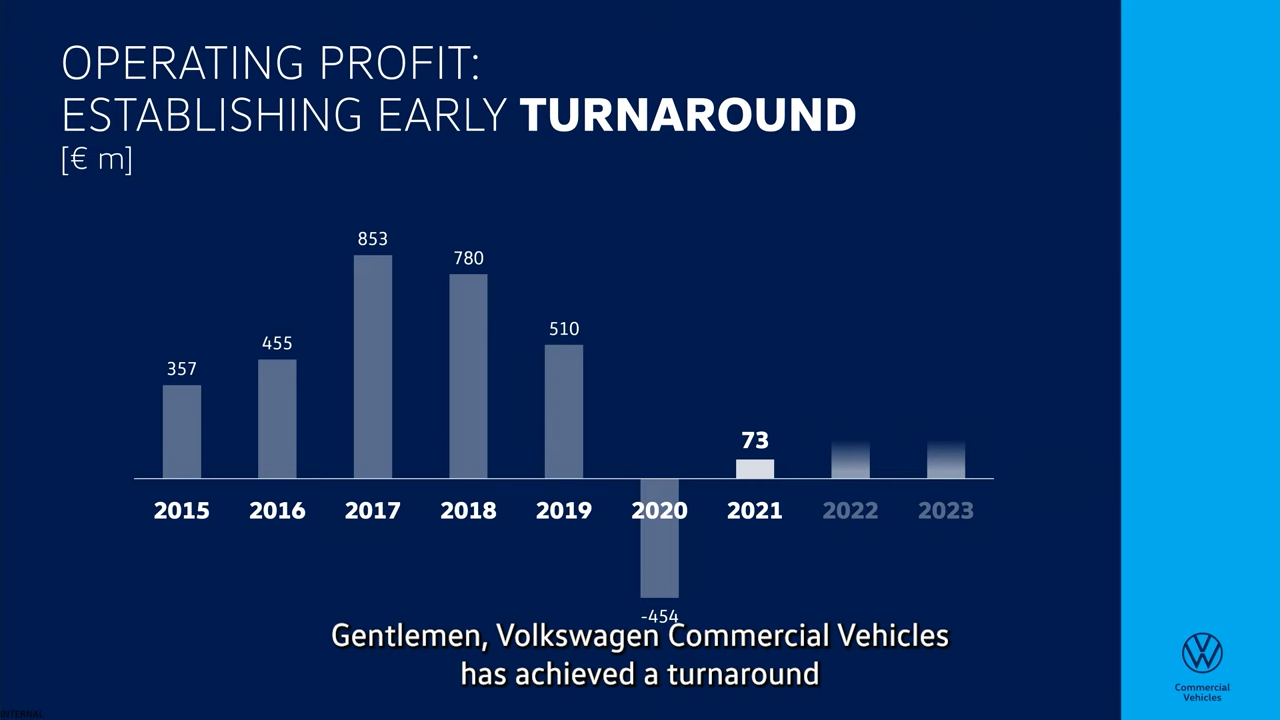 OPERATING PROFIT:
ESTABLISHING EARLY TURNAROUND
[€ m]
853
780
510
455
357
73
2015 2016 2017 2018 2019 2020 2021 2022 2023
-454
Gentlemen, Volkswagen Commercial Vehicles
has achieved a turnaround
Commercial
Vehicles
INTERNAL